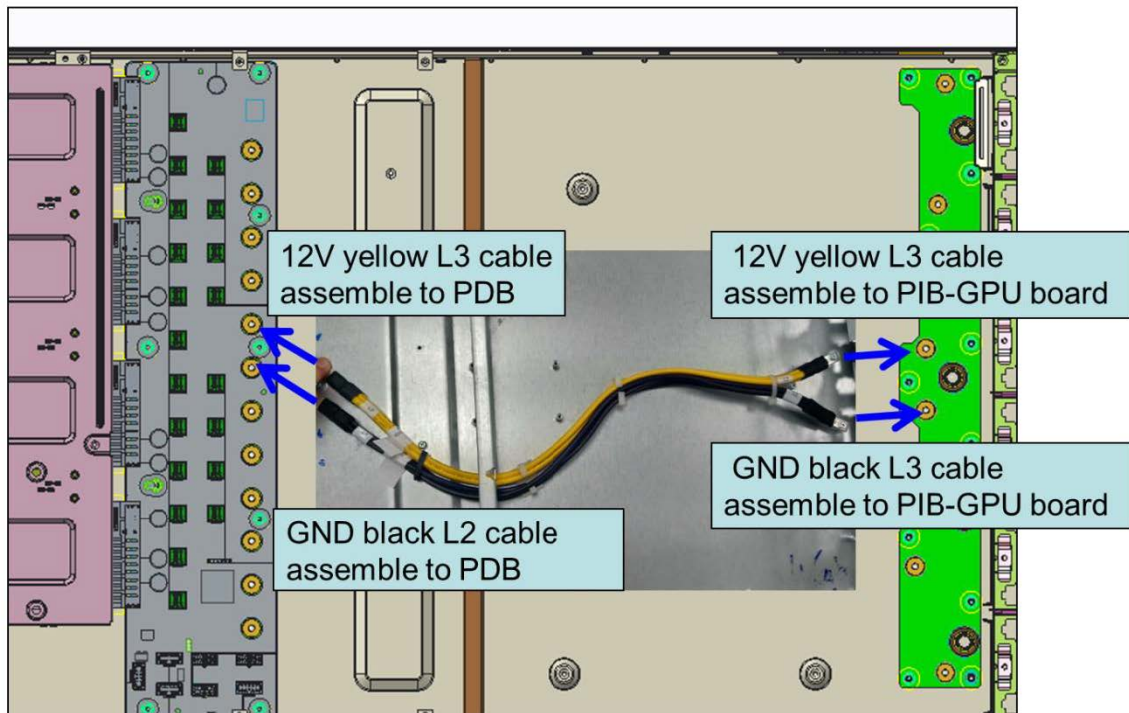 12V yellow L3 cable
assemble to PDB
12V yellow L3 cable
assemble to PIB-GPU board
GND black L2 cable
assemble to PDB
GND black L3 cable
assemble to PIB-GPU board